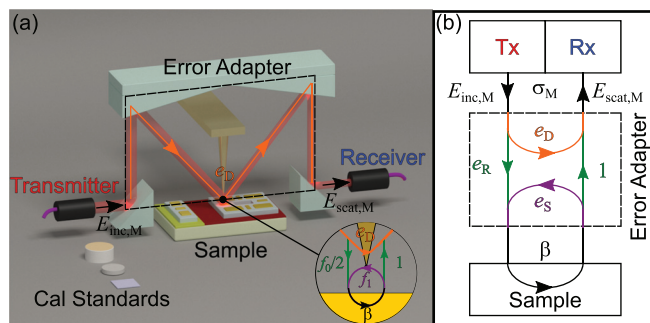 (a)
Error Adapter
e_D
Transmitter
E_inc,M
Receiver
E_scat,M
Sample
Cal Standards
e_D
f_0/2
f_1
1
β
(b)
Tx
Rx
E_inc,M
σ_M
E_scat,M
e_D
e_R
1
e_S
Error Adapter
β
Sample